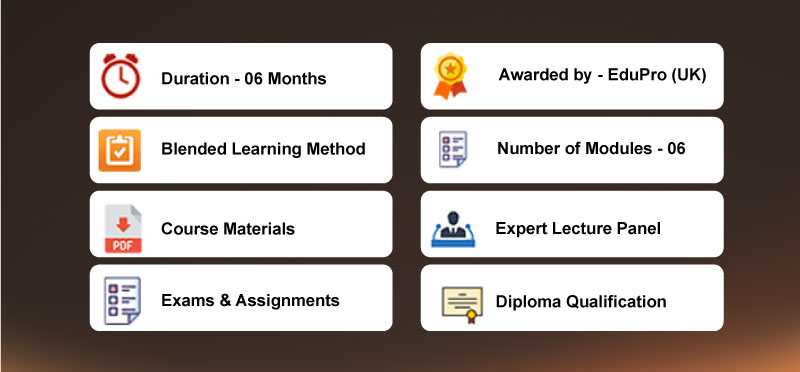 Duration - 06 Months
Awarded by - EduPro (UK)
Blended Learning Method
Number of Modules - 06
PDF
Course Materials
Expert Lecture Panel
Exams & Assignments
Diploma Qualification